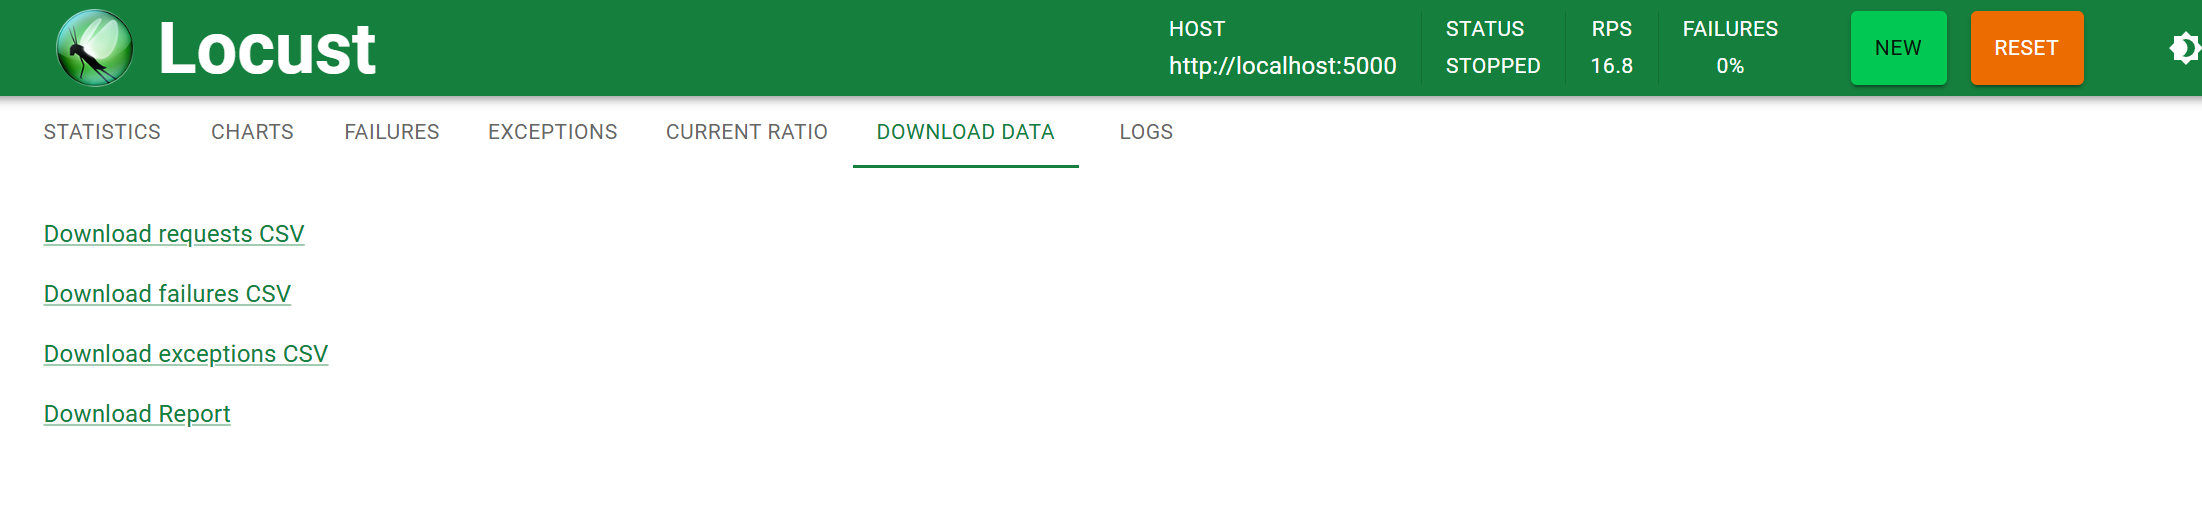 Locust
HOST
http://localhost:5000
STATUS
STOPPED
RPS
16.8
FAILURES
0%
NEW
RESET
STATISTICS
CHARTS
FAILURES
EXCEPTIONS
CURRENT RATIO
DOWNLOAD DATA
LOGS
Download requests CSV
Download failures CSV
Download exceptions CSV
Download Report